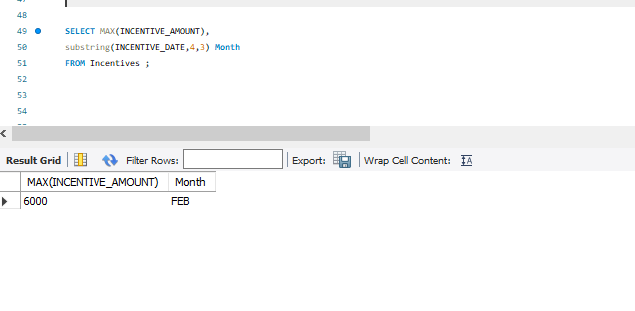 48
49 SELECT MAX(INCENTIVE_AMOUNT),
50 substring(INCENTIVE_DATE,4,3) Month
51 FROM Incentives ;
52
53
54
Result Grid Filter Rows: Export: Wrap Cell Content:
MAX(INCENTIVE_AMOUNT) Month
6000 FEB